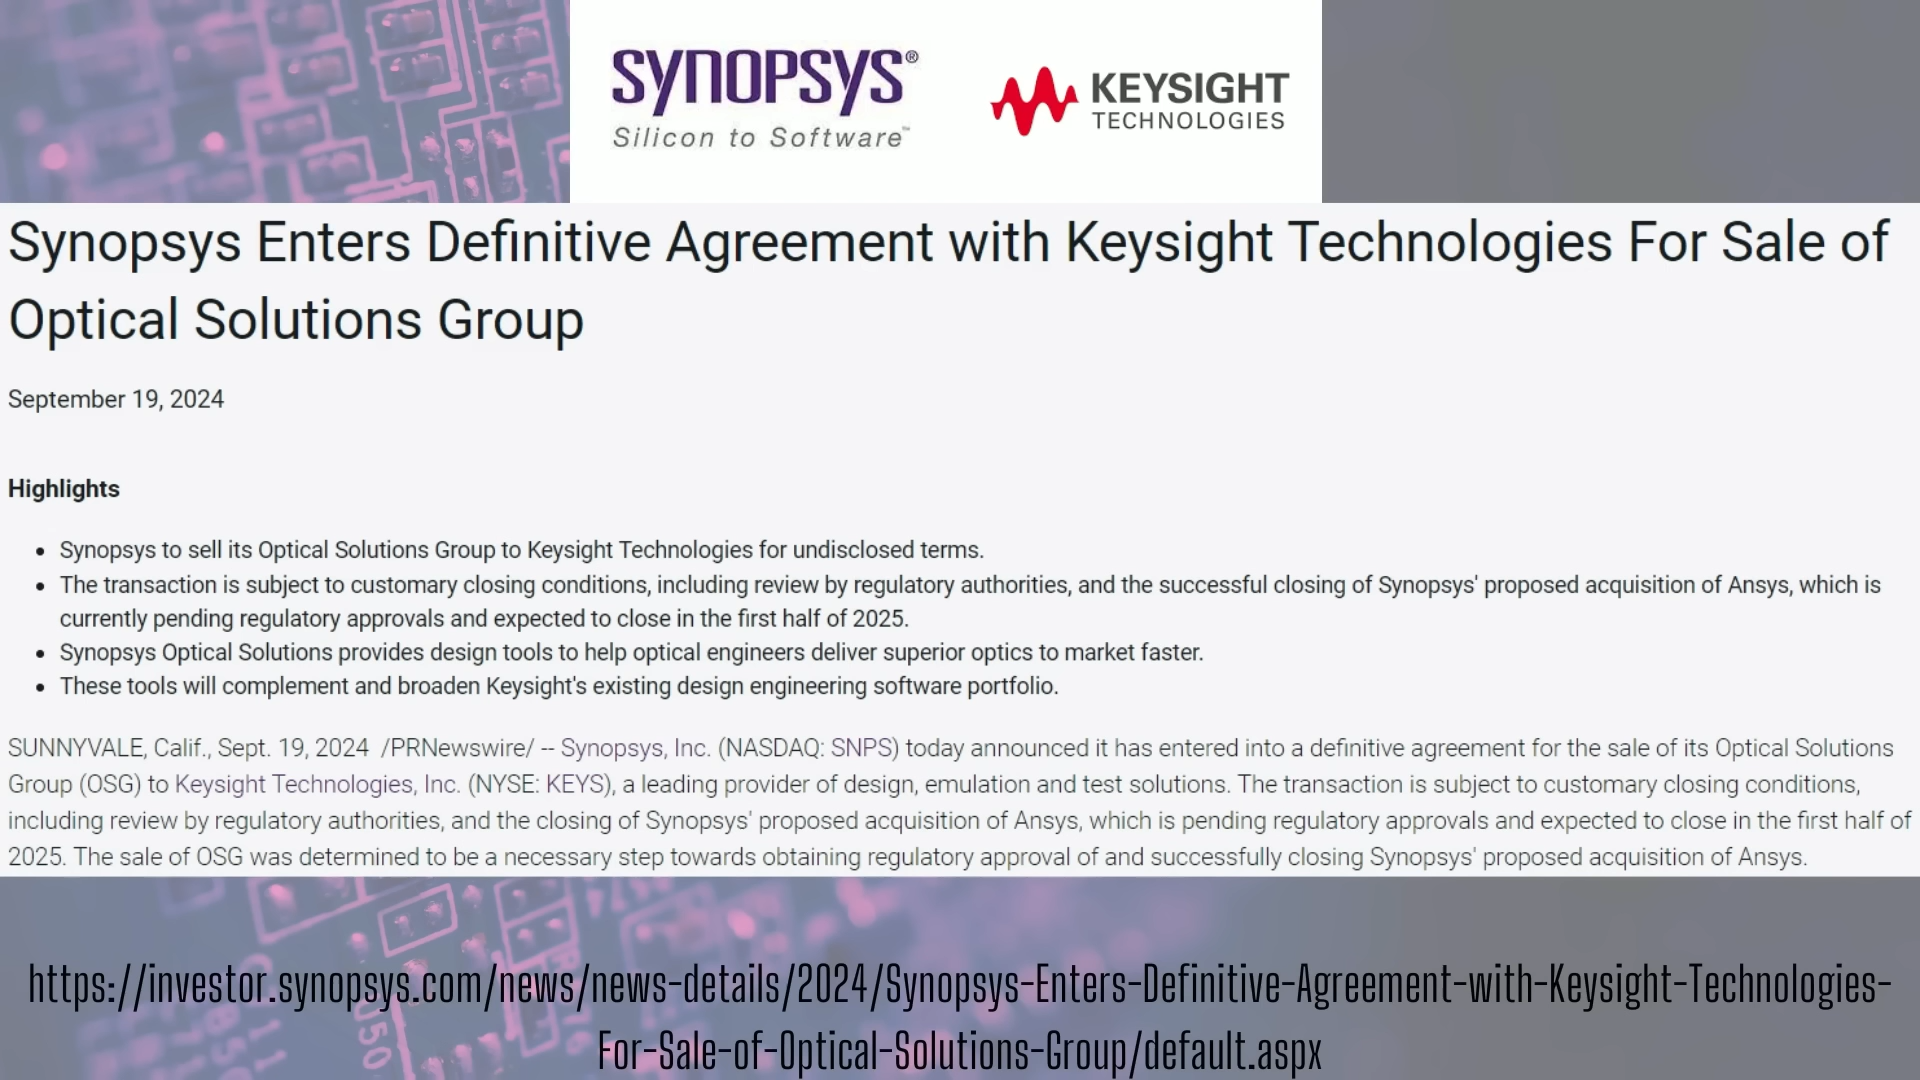 SYNOPSYS®
Silicon to Software™
KEYSIGHT
TECHNOLOGIES
Synopsys Enters Definitive Agreement with Keysight Technologies For Sale of
Optical Solutions Group
September 19, 2024
Highlights
• Synopsys to sell its Optical Solutions Group to Keysight Technologies for undisclosed terms.
• The transaction is subject to customary closing conditions, including review by regulatory authorities, and the successful closing of Synopsys' proposed acquisition of Ansys, which is
currently pending regulatory approvals and expected to close in the first half of 2025.
• Synopsys Optical Solutions provides design tools to help optical engineers deliver superior optics to market faster.
• These tools will complement and broaden Keysight's existing design engineering software portfolio.
SUNNYVALE, Calif., Sept. 19, 2024 /PRNewswire/ -- Synopsys, Inc. (NASDAQ: SNPS) today announced it has entered into a definitive agreement for the sale of its Optical Solutions
Group (OSG) to Keysight Technologies, Inc. (NYSE: KEYS), a leading provider of design, emulation and test solutions. The transaction is subject to customary closing conditions,
including review by regulatory authorities, and the closing of Synopsys' proposed acquisition of Ansys, which is pending regulatory approvals and expected to close in the first half of
2025. The sale of OSG was determined to be a necessary step towards obtaining regulatory approval of and successfully closing Synopsys' proposed acquisition of Ansys.
U50
https://investor.synopsys.com/news/news-details/2024/Synopsys-Enters-Definitive-Agreement-with-Keysight-Technologies-
For-Sale-of-Optical-Solutions-Group/default.aspx